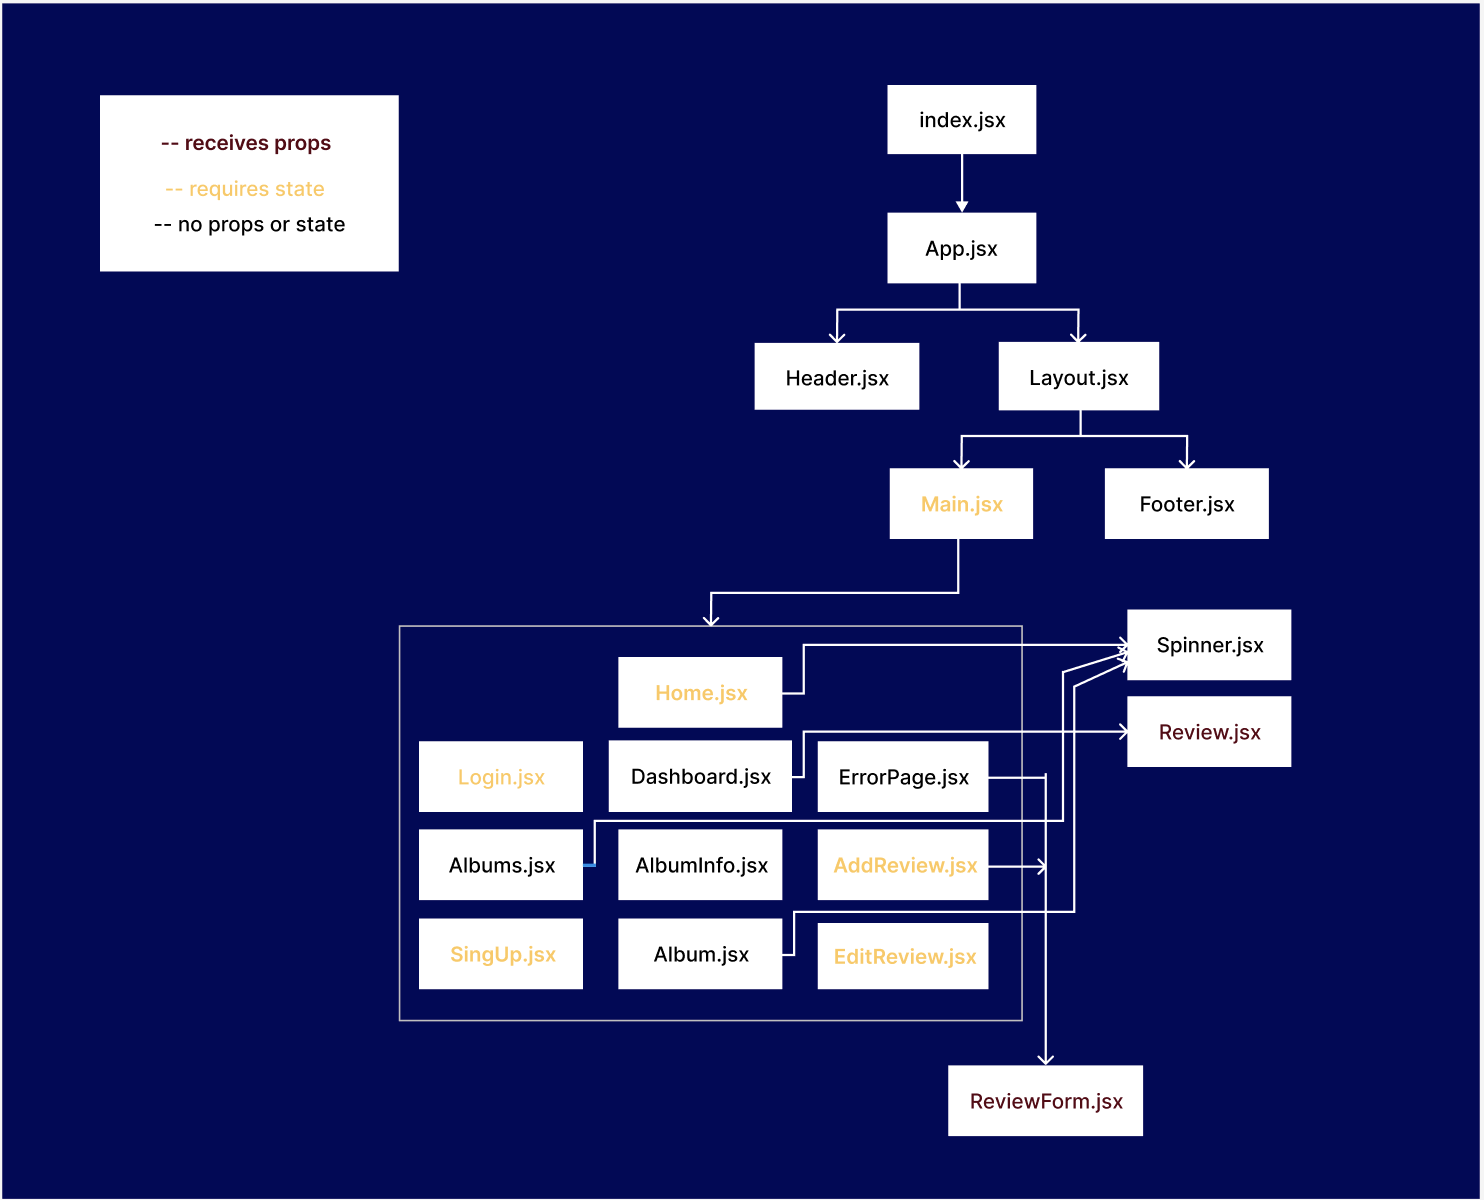 -- receives props
-- requires state
-- no props or state
index.jsx
App.jsx
Header.jsx
Layout.jsx
Main.jsx
Footer.jsx
Spinner.jsx
Home.jsx
Review.jsx
Login.jsx
Dashboard.jsx
ErrorPage.jsx
Albums.jsx
AlbumInfo.jsx
AddReview.jsx
SingUp.jsx
Album.jsx
EditReview.jsx
ReviewForm.jsx